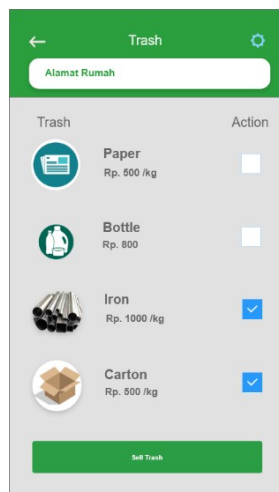 Trash
Alamat Rumah
Trash Action
Paper
Rp. 500 /kg
Bottle
Rp. 800
Iron
Rp. 1000 /kg
Carton
Rp. 500 /kg
Sell Trash